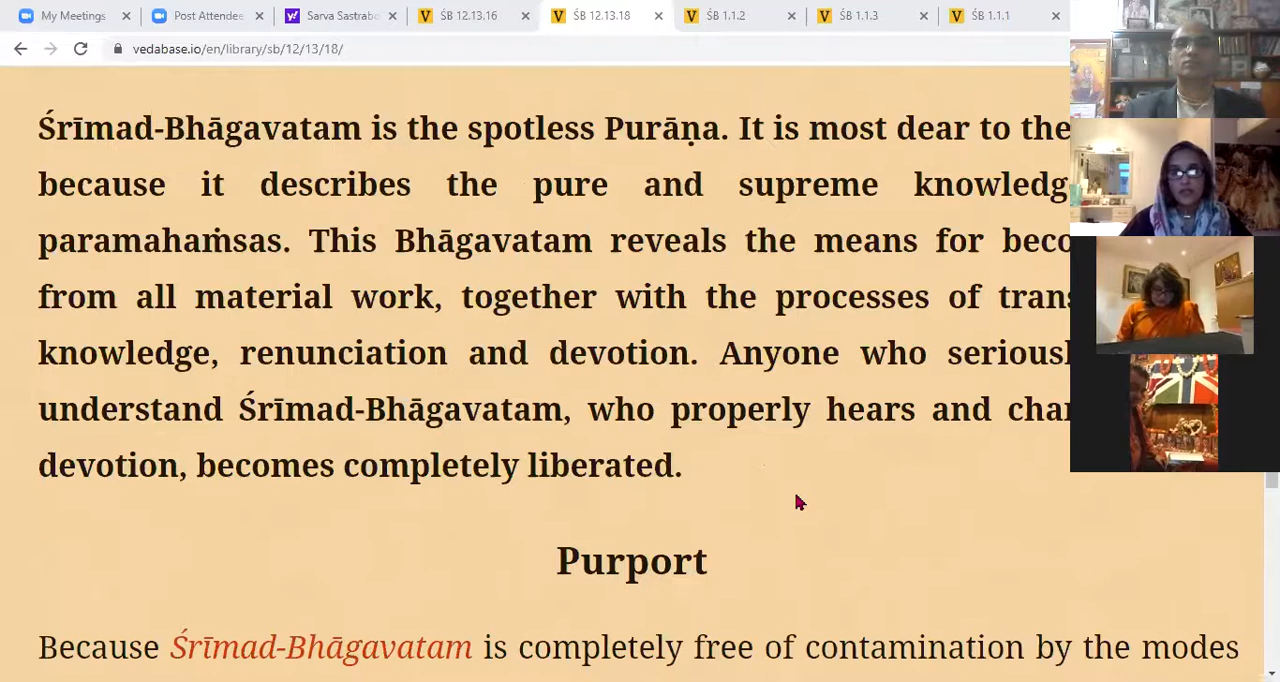 My Meetings
Post Attendee
Sarva Sastrabo
ŚB 12.13.16
ŚB 12.13.18
ŚB 1.1.2
ŚB 1.1.3
ŚB 1.1.1
vedabase.io/en/library/sb/12/13/18/
Śrīmad-Bhāgavatam is the spotless Purāṇa. It is most dear to the
because it describes the pure and supreme knowledg
paramahaṁsas. This Bhāgavatam reveals the means for beco
from all material work, together with the processes of trans
knowledge, renunciation and devotion. Anyone who seriousl
understand Śrīmad-Bhāgavatam, who properly hears and chan
devotion, becomes completely liberated.
Purport
Because Śrīmad-Bhāgavatam is completely free of contamination by the modes